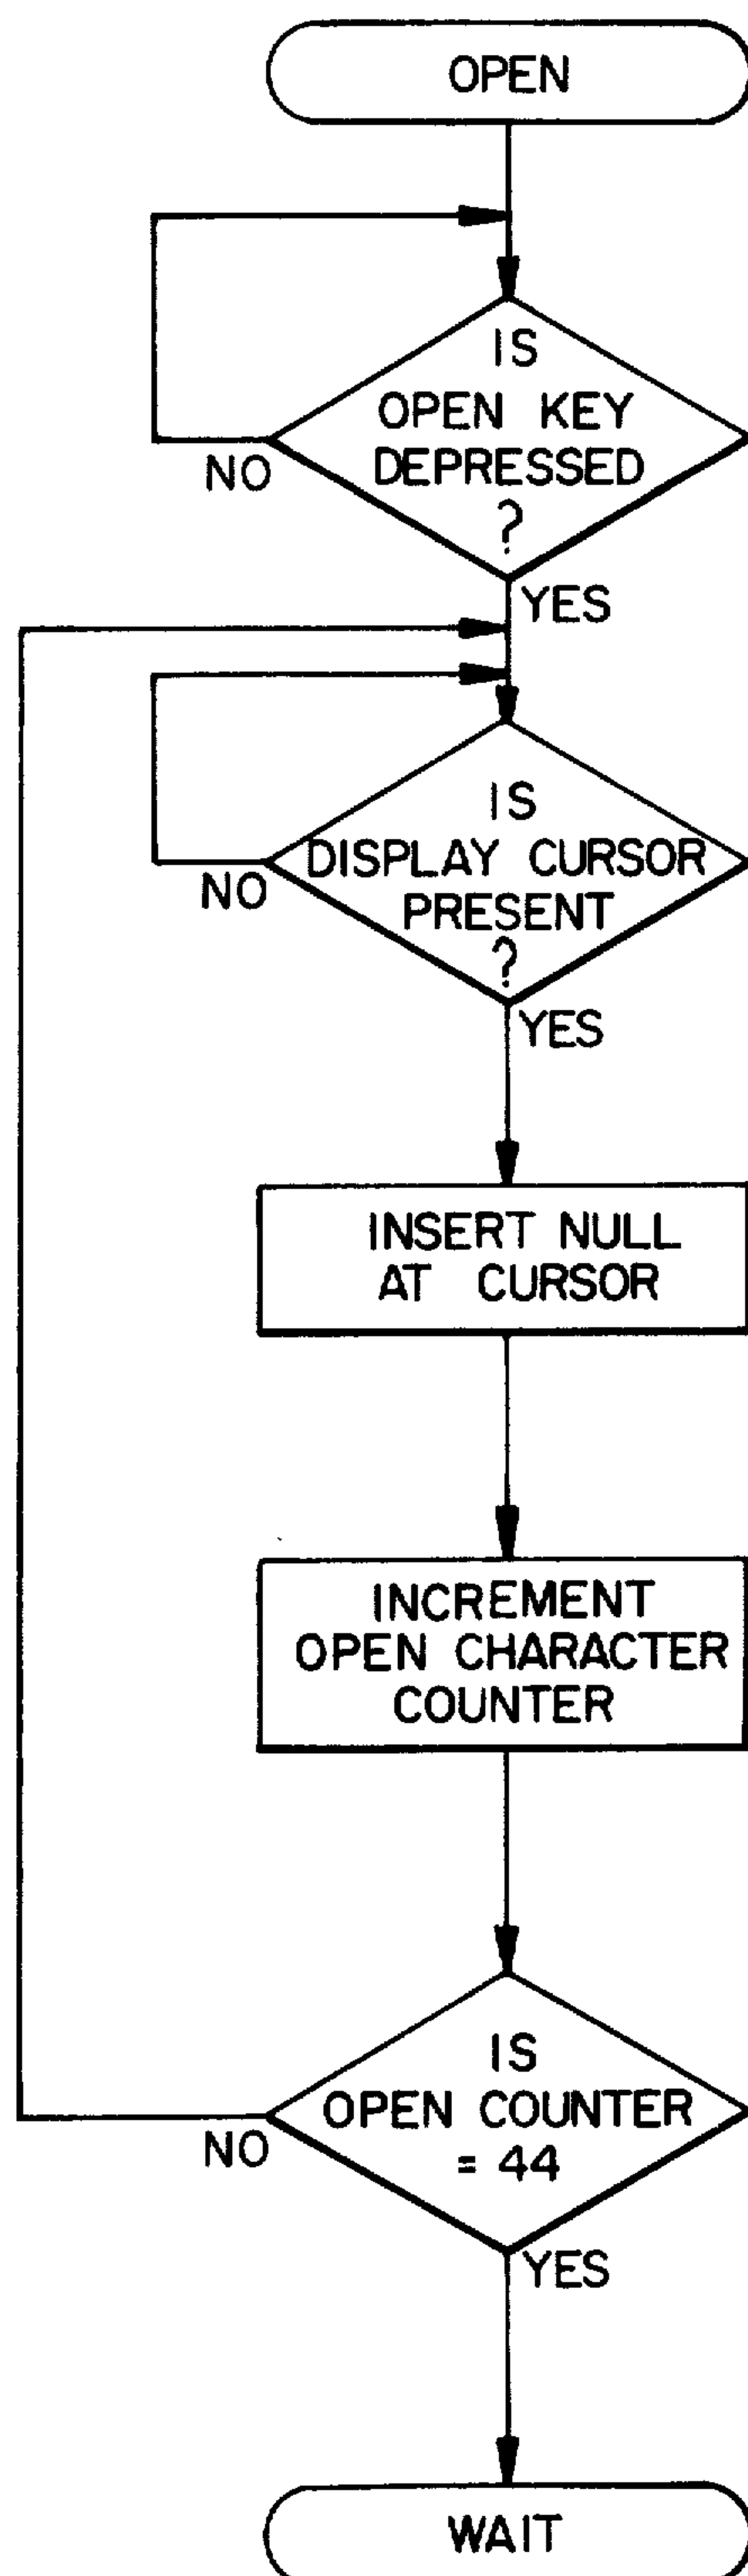 OPEN
IS
OPEN KEY
DEPRESSED
?
NO
YES
IS
DISPLAY CURSOR
PRESENT
?
NO
YES
INSERT NULL
AT CURSOR
INCREMENT
OPEN CHARACTER
COUNTER
IS
OPEN COUNTER
= 44
NO
YES
WAIT